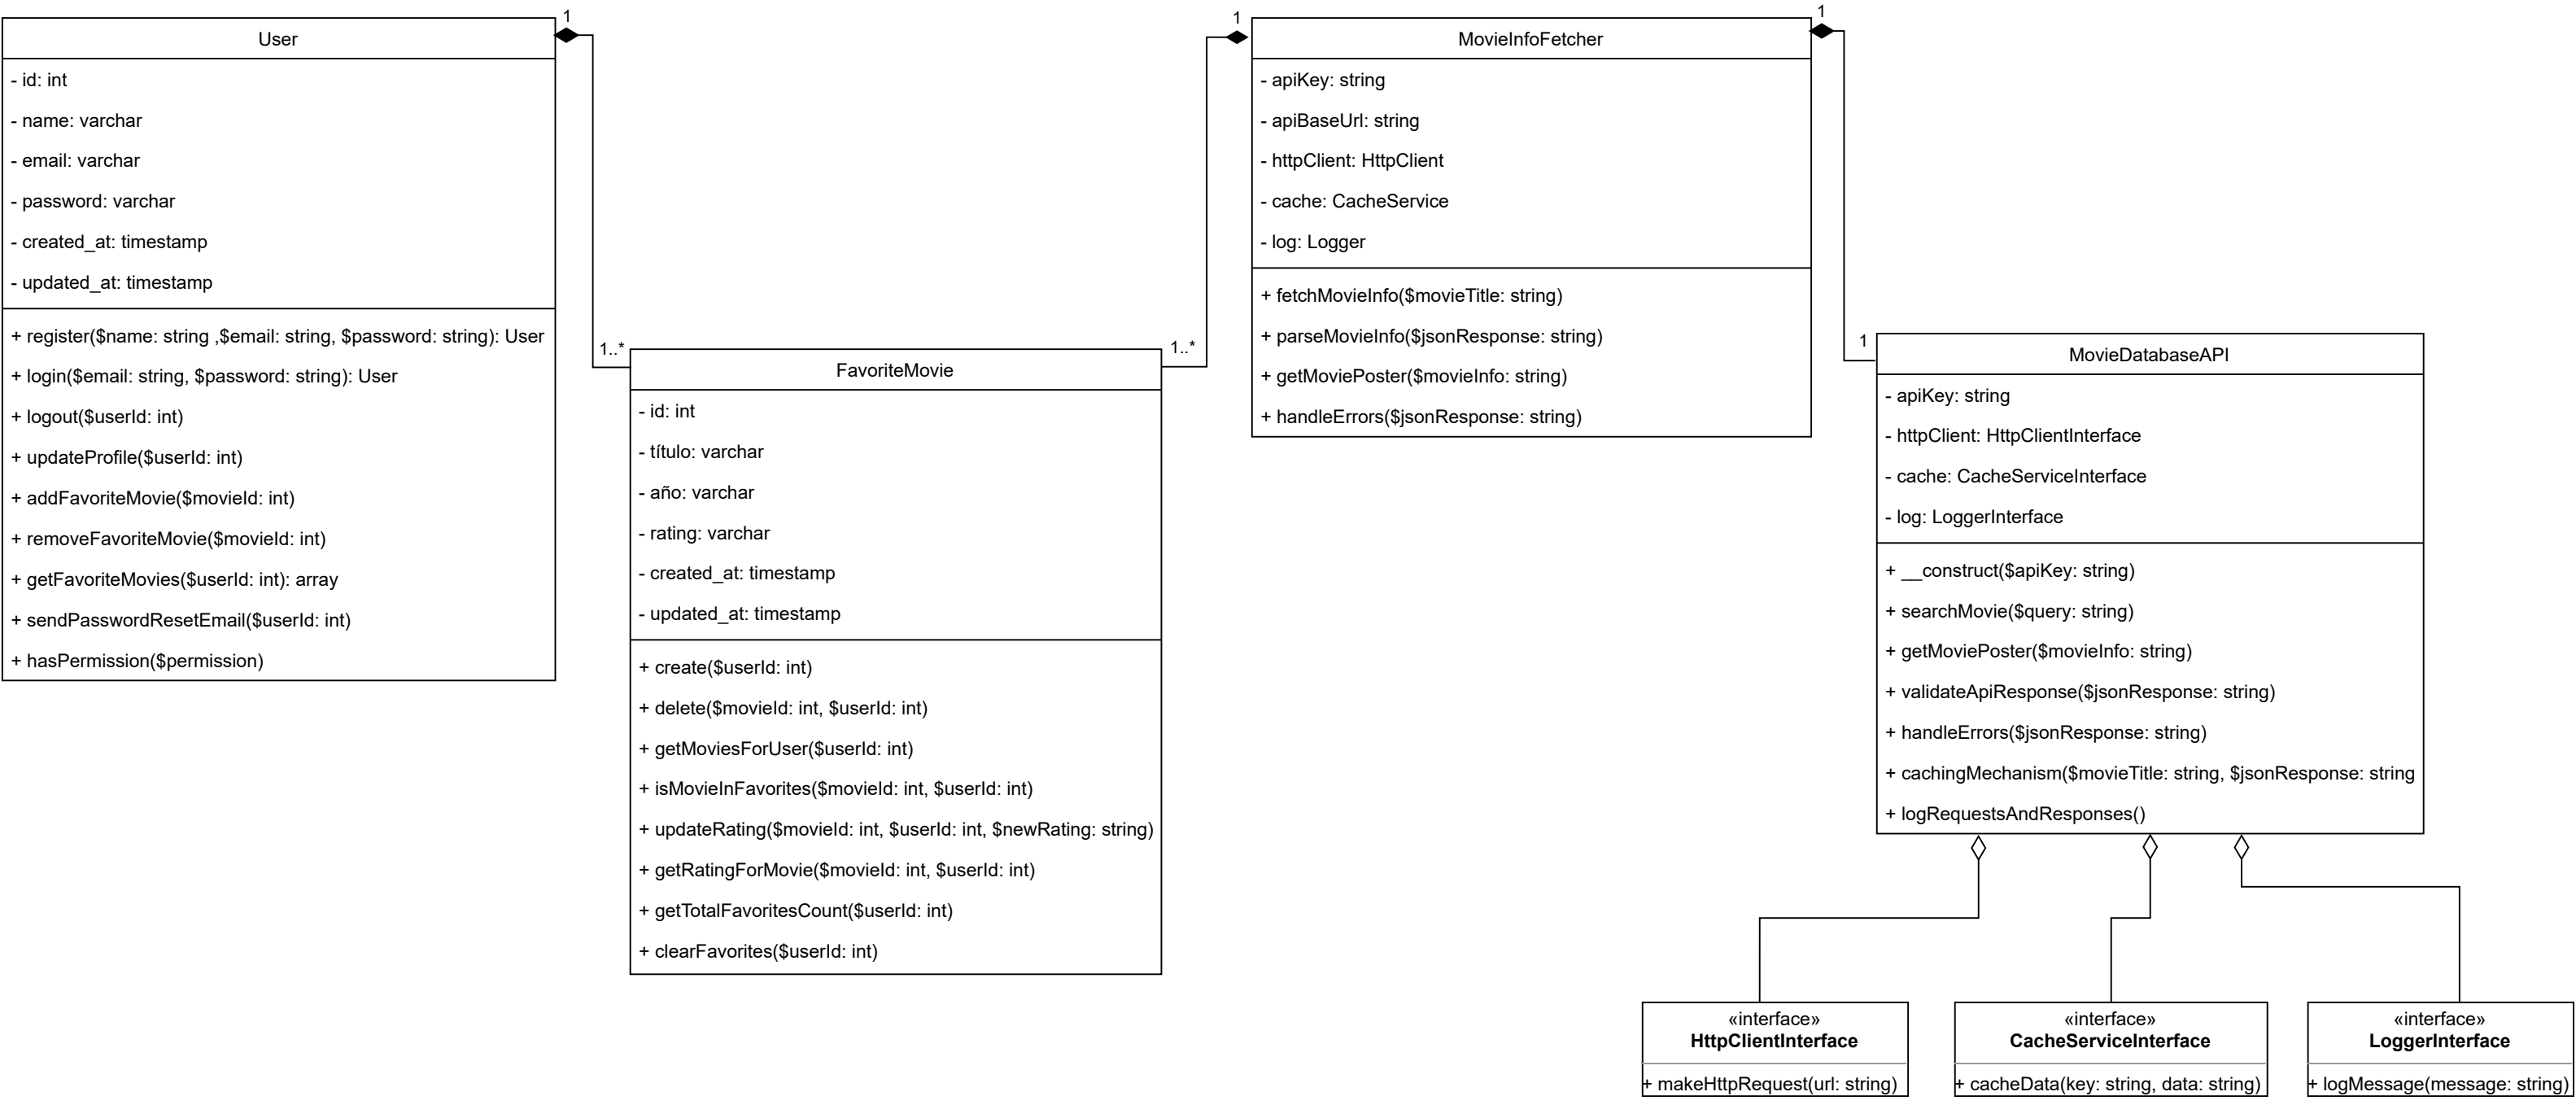 1
User
- id: int
- name: varchar
- email: varchar
- password: varchar
- created_at: timestamp
- updated_at: timestamp
+ register($name: string ,$email: string, $password: string): User
+ login($email: string, $password: string): User
+ logout($userId: int)
+ updateProfile($userId: int)
+ addFavoriteMovie($movieId: int)
+ removeFavoriteMovie($movieId: int)
+ getFavoriteMovies($userId: int): array
+ sendPasswordResetEmail($userId: int)
+ hasPermission($permission)
1..*
1..*
FavoriteMovie
- id: int
- título: varchar
- año: varchar
- rating: varchar
- created_at: timestamp
- updated_at: timestamp
+ create($userId: int)
+ delete($movieId: int, $userId: int)
+ getMoviesForUser($userId: int)
+ isMovieInFavorites($movieId: int, $userId: int)
+ updateRating($movieId: int, $userId: int, $newRating: string)
+ getRatingForMovie($movieId: int, $userId: int)
+ getTotalFavoritesCount($userId: int)
+ clearFavorites($userId: int)
1
1
MovieInfoFetcher
- apiKey: string
- apiBaseUrl: string
- httpClient: HttpClient
- cache: CacheService
- log: Logger
+ fetchMovieInfo($movieTitle: string)
+ parseMovieInfo($jsonResponse: string)
+ getMoviePoster($movieInfo: string)
+ handleErrors($jsonResponse: string)
1
MovieDatabaseAPI
- apiKey: string
- httpClient: HttpClientInterface
- cache: CacheServiceInterface
- log: LoggerInterface
+ __construct($apiKey: string)
+ searchMovie($query: string)
+ getMoviePoster($movieInfo: string)
+ validateApiResponse($jsonResponse: string)
+ handleErrors($jsonResponse: string)
+ cachingMechanism($movieTitle: string, $jsonResponse: string
+ logRequestsAndResponses()
«interface»
HttpClientInterface
+ makeHttpRequest(url: string)
«interface»
CacheServiceInterface
+ cacheData(key: string, data: string)
«interface»
LoggerInterface
+ logMessage(message: string)